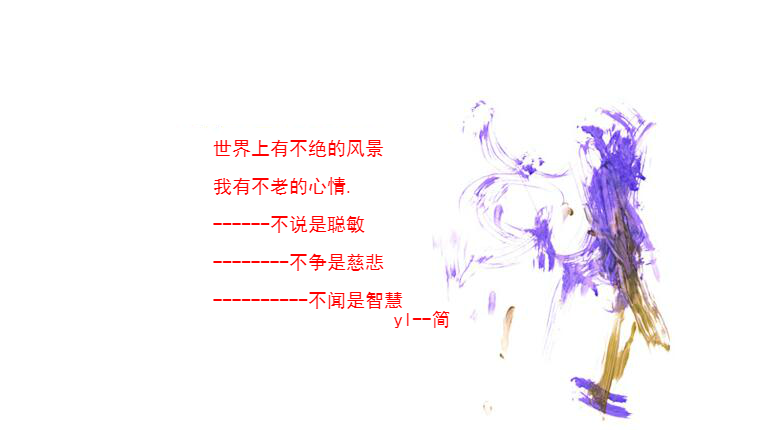 世界上有不绝的风景
我有不老的心情,
------不说是聪敏
--------不争是慈悲
----------不闻是智慧
yl--简